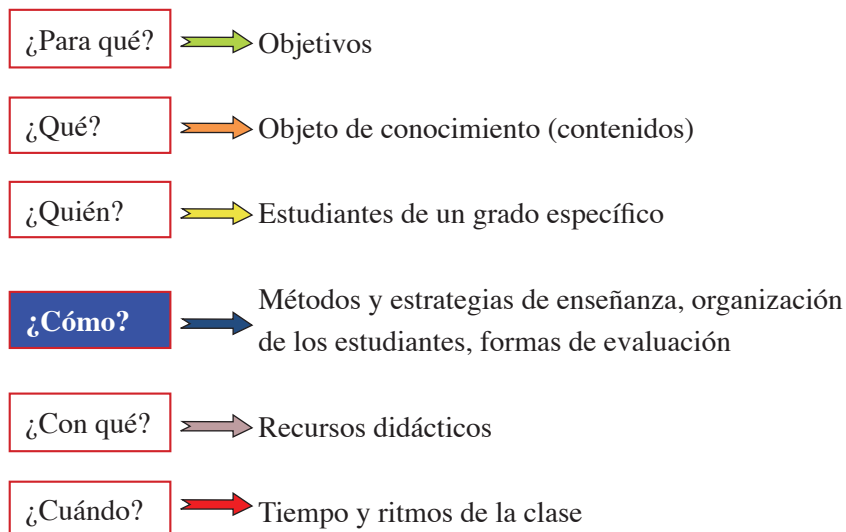 ¿Para qué? Objetivos
¿Qué? Objeto de conocimiento (contenidos)
¿Quién? Estudiantes de un grado específico
¿Cómo? Métodos y estrategias de enseñanza, organización
de los estudiantes, formas de evaluación
¿Con qué? Recursos didácticos
¿Cuándo? Tiempo y ritmos de la clase